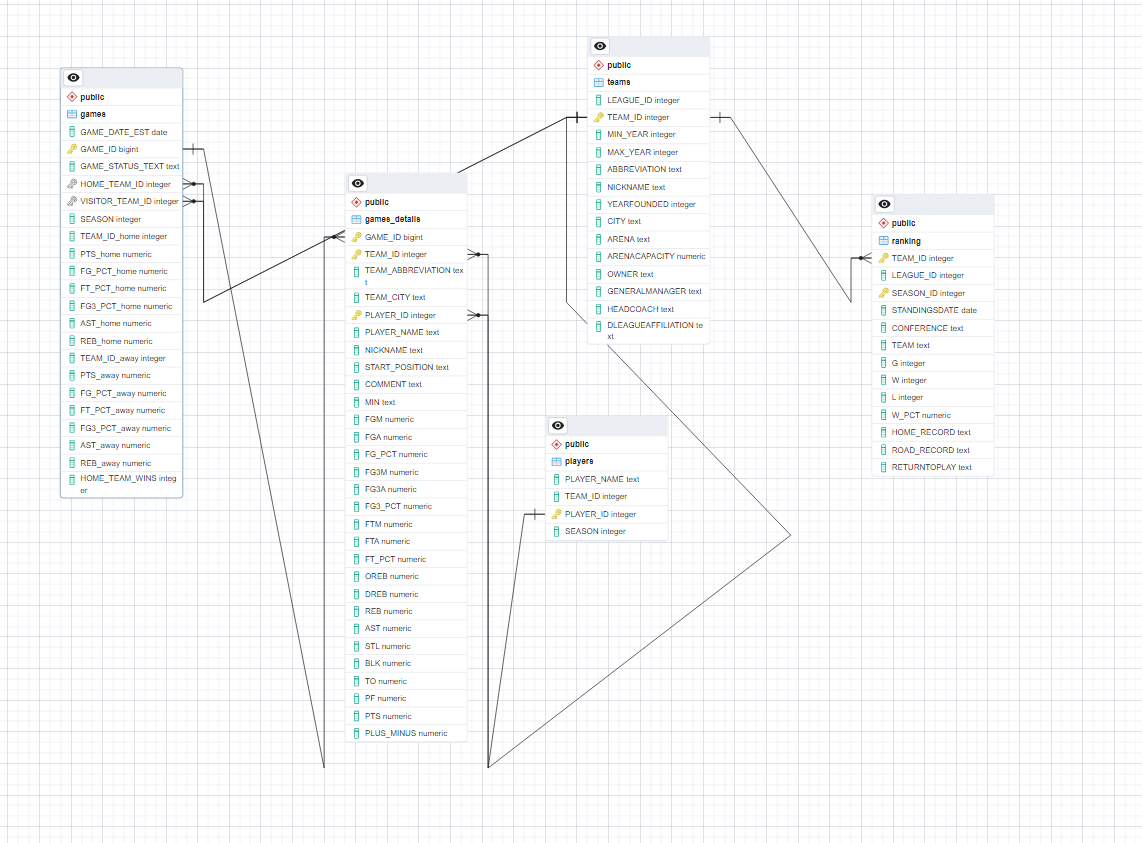 public
games
GAME_DATE_EST date
GAME_ID bigint
GAME_STATUS_TEXT text
HOME_TEAM_ID integer
VISITOR_TEAM_ID integer
SEASON integer
TEAM_ID_home integer
PTS_home numeric
FG_PCT_home numeric
FT_PCT_home numeric
FG3_PCT_home numeric
AST_home numeric
REB_home numeric
TEAM_ID_away integer
PTS_away numeric
FG_PCT_away numeric
FT_PCT_away numeric
FG3_PCT_away numeric
AST_away numeric
REB_away numeric
HOME_TEAM_WINS integ
er
public
games_details
GAME_ID bigint
TEAM_ID integer
TEAM_ABBREVIATION tex
t
TEAM_CITY text
PLAYER_ID integer
PLAYER_NAME text
NICKNAME text
START_POSITION text
COMMENT text
MIN text
FGM numeric
FGA numeric
FG_PCT numeric
FG3M numeric
FG3A numeric
FG3_PCT numeric
FTM numeric
FTA numeric
FT_PCT numeric
OREB numeric
DREB numeric
REB numeric
AST numeric
STL numeric
BLK numeric
TO numeric
PF numeric
PTS numeric
PLUS_MINUS numeric
public
teams
LEAGUE_ID integer
TEAM_ID integer
MIN_YEAR integer
MAX_YEAR integer
ABBREVIATION text
NICKNAME text
YEARFOUNDED integer
CITY text
ARENA text
ARENACAPACITY numeric
OWNER text
GENERALMANAGER text
HEADCOACH text
DLEAGUEAFFILIATION te
xt
public
players
PLAYER_NAME text
TEAM_ID integer
PLAYER_ID integer
SEASON integer
public
ranking
TEAM_ID integer
LEAGUE_ID integer
SEASON_ID integer
STANDINGSDATE date
CONFERENCE text
TEAM text
G integer
W integer
L integer
W_PCT numeric
HOME_RECORD text
ROAD_RECORD text
RETURNTOPLAY text